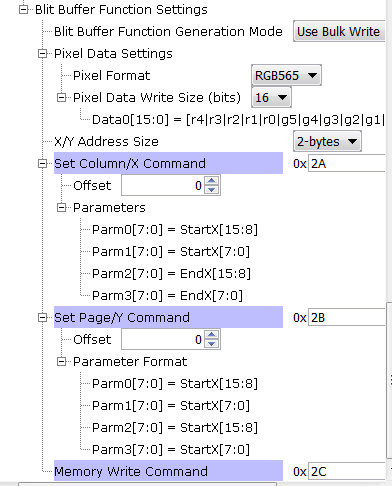 Blit Buffer Function Settings
Blit Buffer Function Generation Mode Use Bulk Write
Pixel Data Settings
Pixel Format RGB565
Pixel Data Write Size (bits) 16
Data0[15:0] = [r4|r3|r2|r1|r0|g5|g4|g3|g2|g1|
X/Y Address Size 2-bytes
Set Column/X Command 0x 2A
Offset 0
Parameters
Parm0[7:0] = StartX[15:8]
Parm1[7:0] = StartX[7:0]
Parm2[7:0] = EndX[15:8]
Parm3[7:0] = EndX[7:0]
Set Page/Y Command 0x 2B
Offset 0
Parameter Format
Parm0[7:0] = StartX[15:8]
Parm1[7:0] = StartX[7:0]
Parm2[7:0] = StartX[15:8]
Parm3[7:0] = StartX[7:0]
Memory Write Command 0x 2C